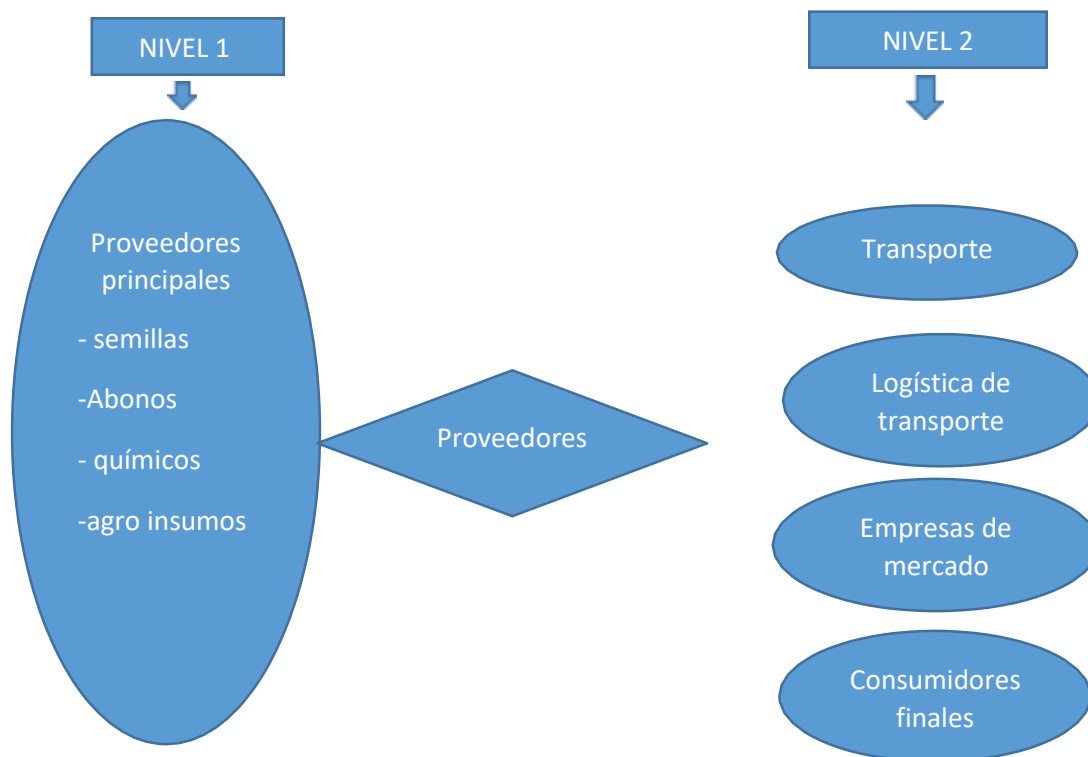 NIVEL 1
Proveedores
principales
- semillas
-Abonos
- químicos
-agro insumos
Proveedores
NIVEL 2
Transporte
Logística de
transporte
Empresas de
mercado
Consumidores
finales